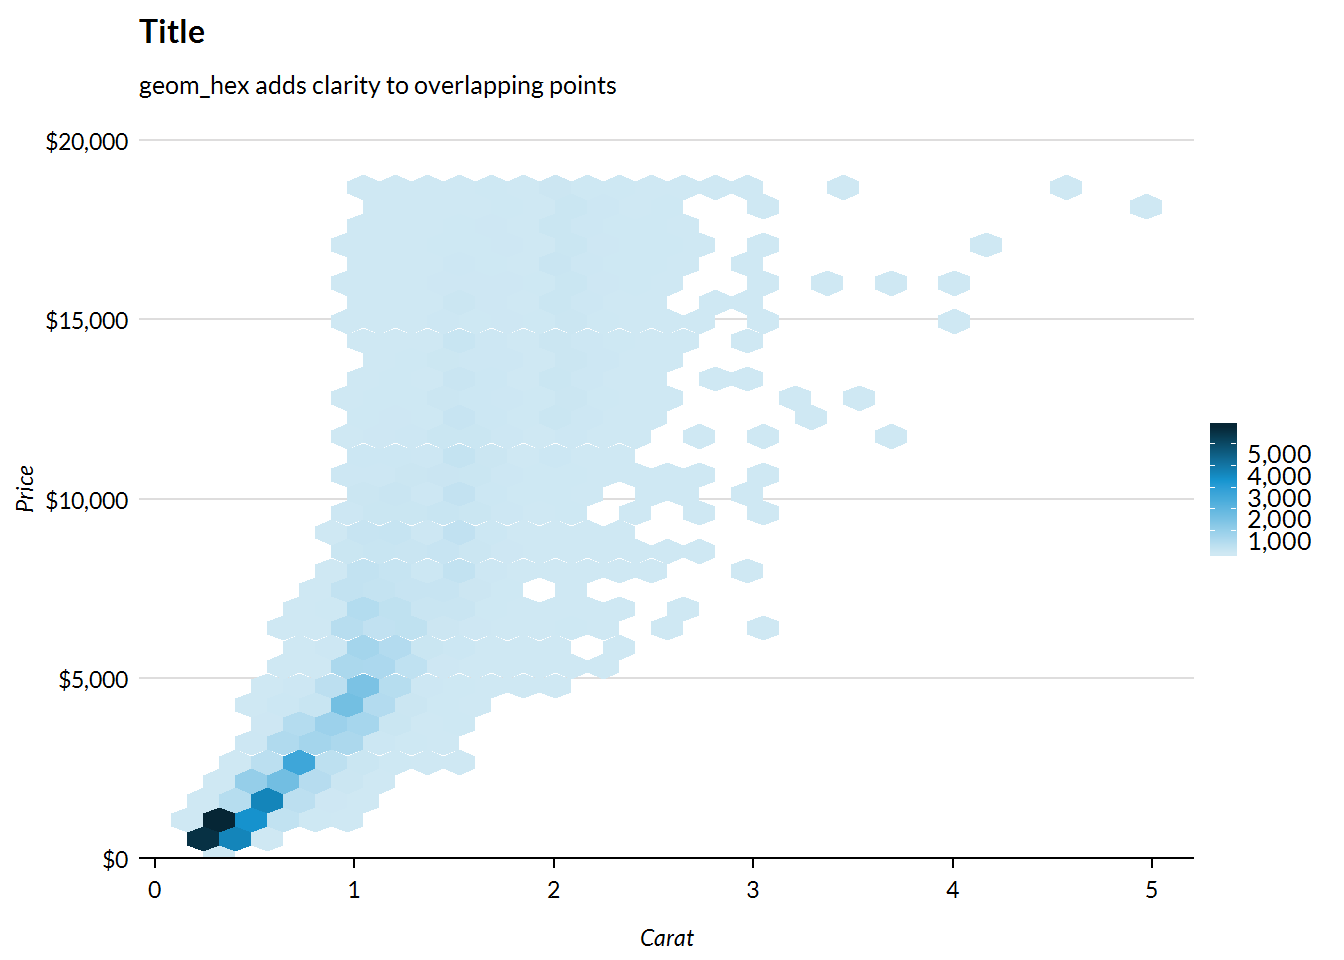 Title
geom_hex adds clarity to overlapping points
$20,000
$15,000
$10,000
$5,000
$0
Price
0 1 2 3 4 5
Carat
5,000
4,000
3,000
2,000
1,000